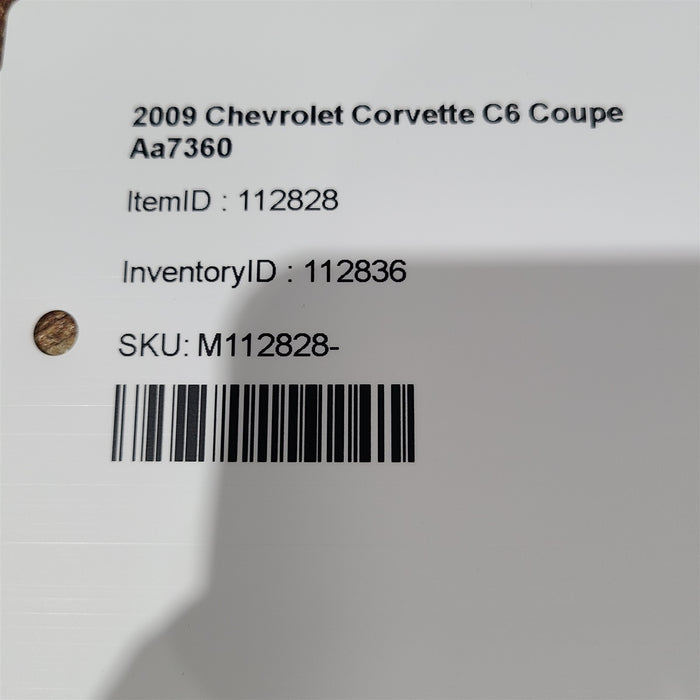 2009 Chevrolet Corvette C6 Coupe
Aa7360
ItemID : 112828
InventoryID : 112836
SKU: M112828-